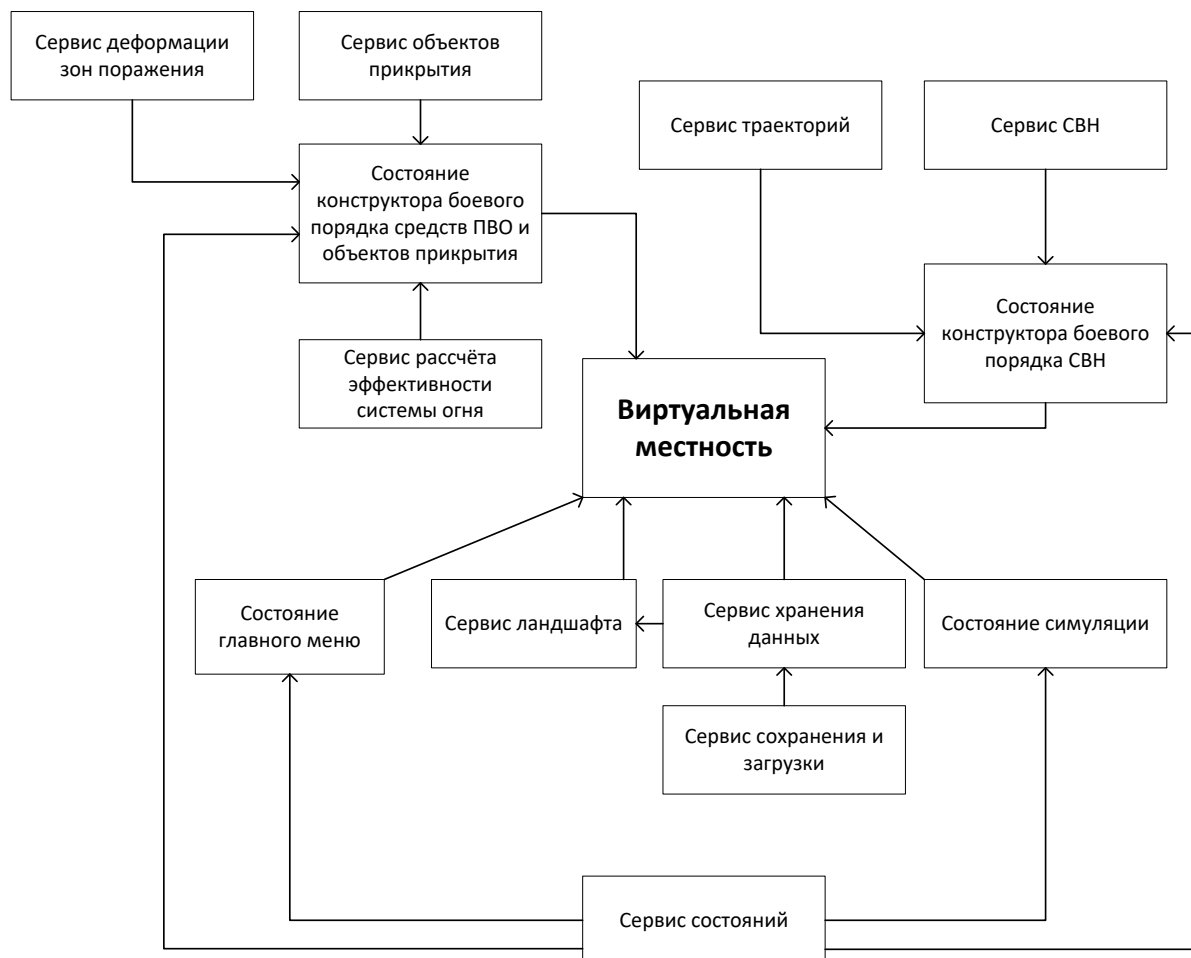 Сервис деформации
зон поражения
Сервис объектов
прикрытия
Сервис траекторий
Сервис СВН
Состояние
конструктора боевого
порядка средств ПВО и
объектов прикрытия
Состояние
конструктора боевого
порядка СВН
Сервис рассчёта
эффективности
системы огня
Виртуальная
местность
Состояние
главного меню
Сервис ландшафта
Сервис хранения
данных
Состояние симуляции
Сервис сохранения и
загрузки
Сервис состояний